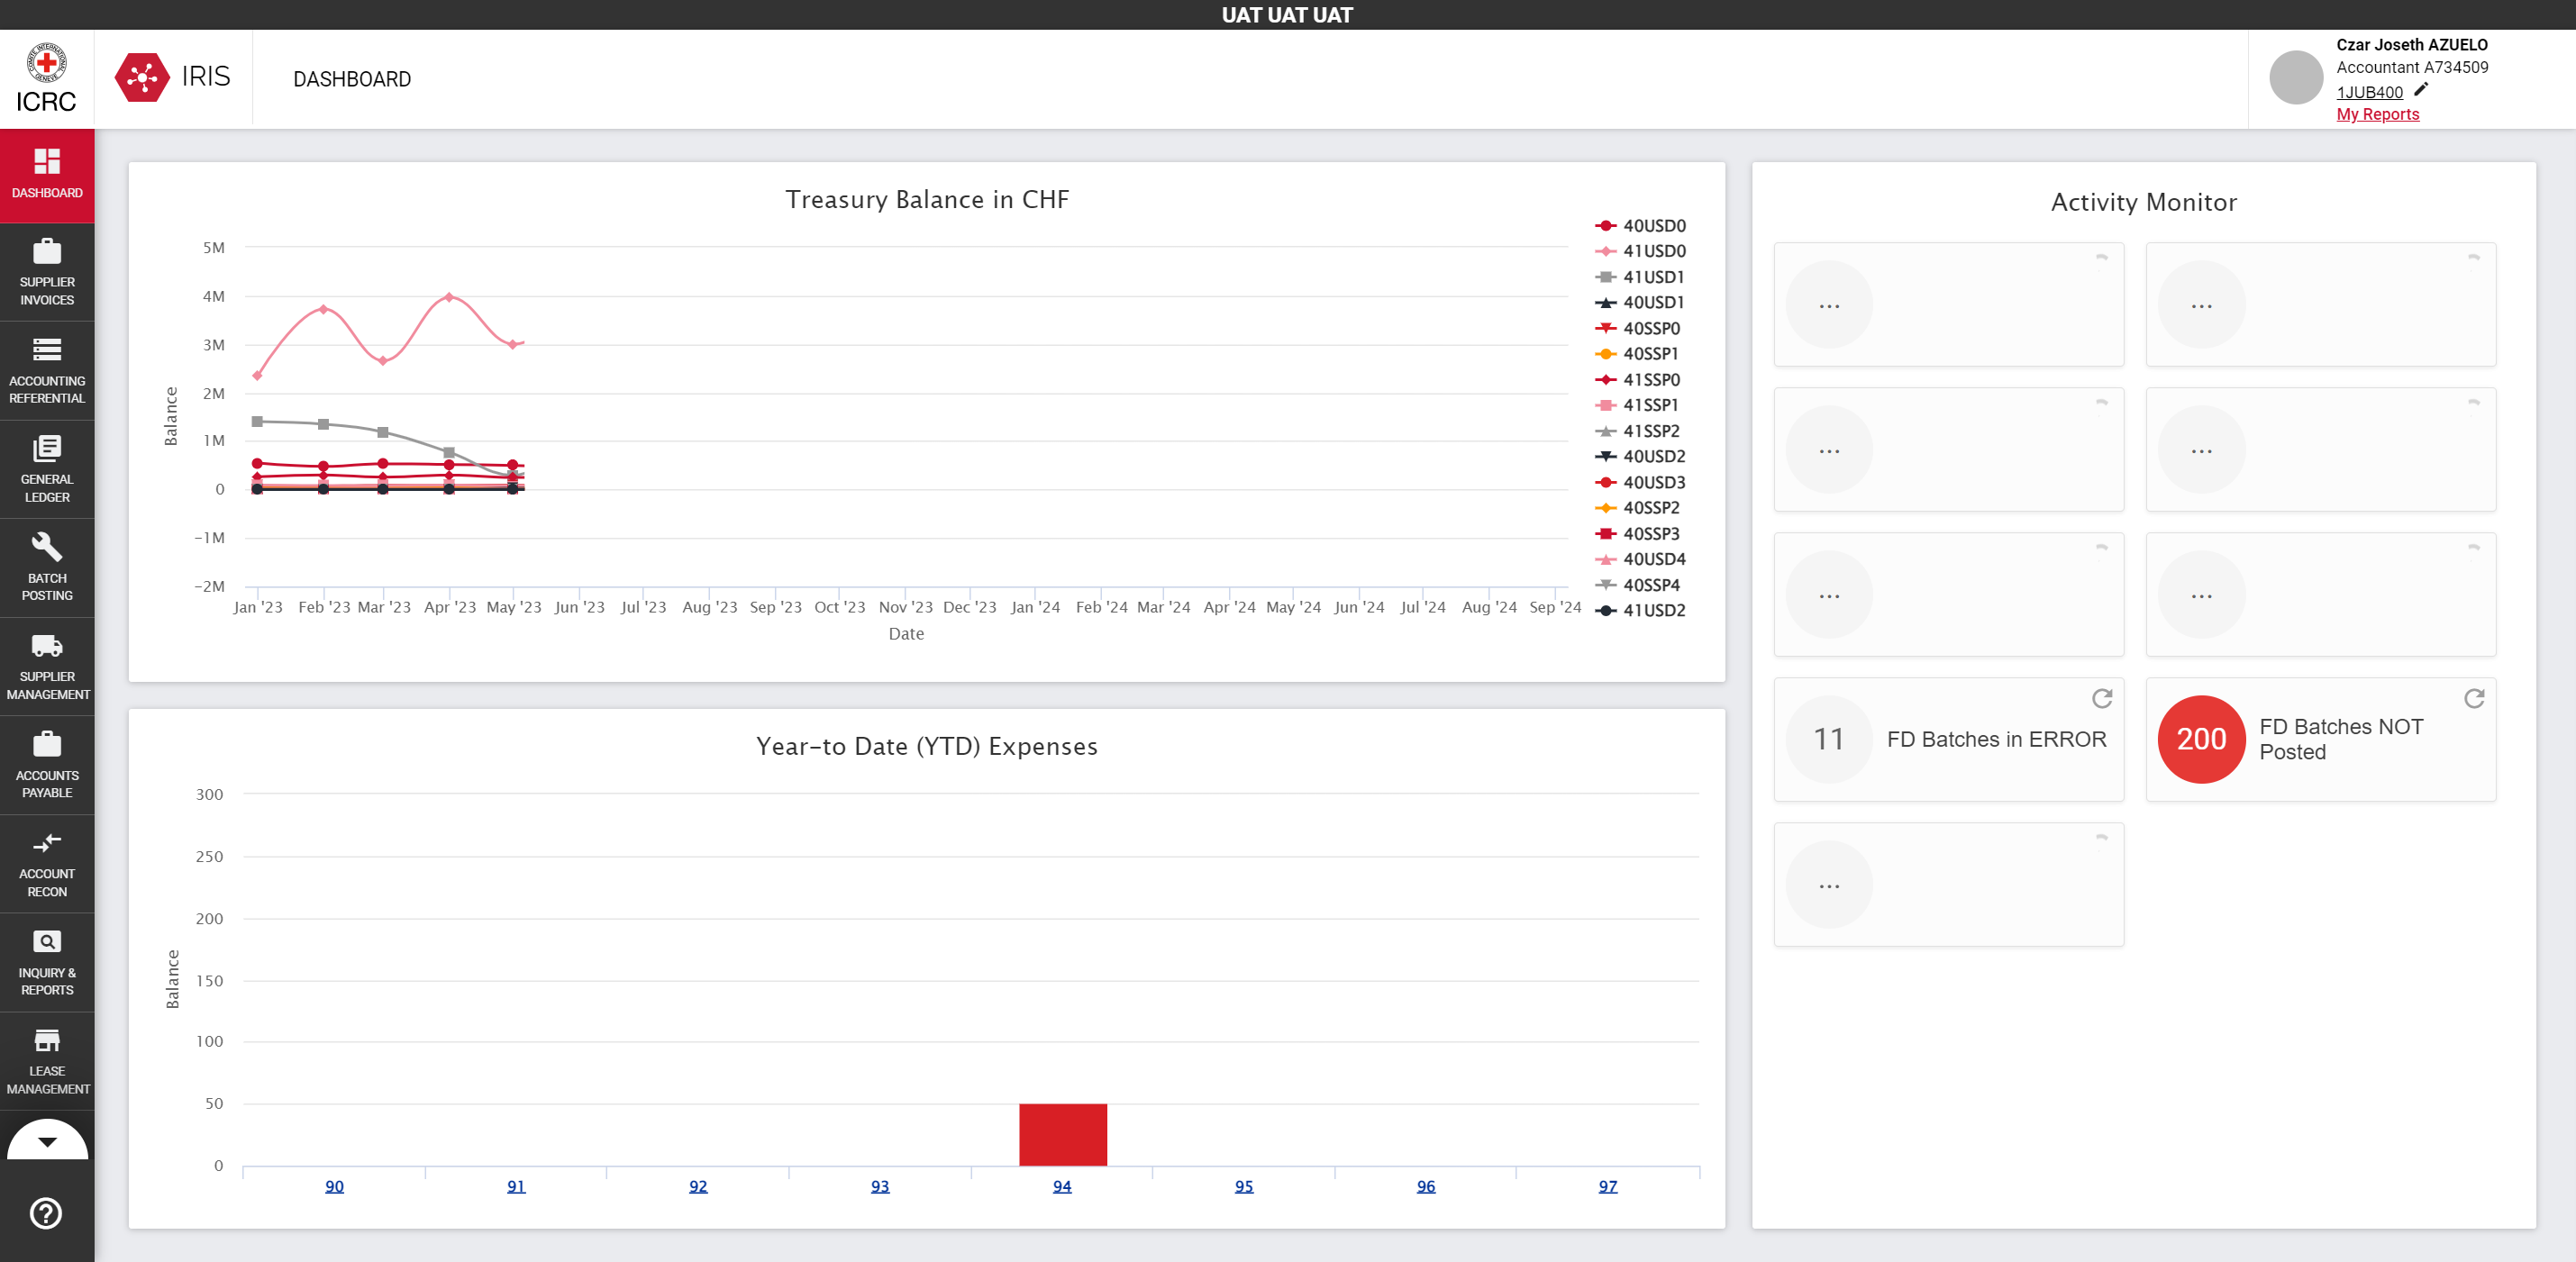 UAT UAT UAT
ICRC
IRIS
DASHBOARD
Czar Joseth AZUELO
Accountant A734509
1JUB400
My Reports
DASHBOARD
SUPPLIER
INVOICES
ACCOUNTING
REFERENTIAL
GENERAL
LEDGER
BATCH
POSTING
SUPPLIER
MANAGEMENT
ACCOUNTS
PAYABLE
ACCOUNT
RECON
INQUIRY &
REPORTS
LEASE
MANAGEMENT
Treasury Balance in CHF
5M
4M
3M
2M
1M
0
-1M
-2M
Balance
Jan '23 Feb '23 Mar '23 Apr '23 May '23 Jun '23 Jul '23 Aug '23 Sep '23 Oct '23 Nov '23 Dec '23 Jan '24 Feb '24 Mar '24 Apr '24 May '24 Jun '24 Jul '24 Aug '24 Sep '24
Date
40USD0
41USD0
41USD1
40USD1
40SSP0
40SSP1
41SSP0
41SSP1
41SSP2
40USD2
40USD3
40SSP2
40SSP3
40USD4
40SSP4
41USD2
Year-to Date (YTD) Expenses
300
250
200
150
100
50
0
Balance
90 91 92 93 94 95 96 97
Activity Monitor
... ...
... ...
... ...
11 FD Batches in ERROR
200 FD Batches NOT
Posted
...